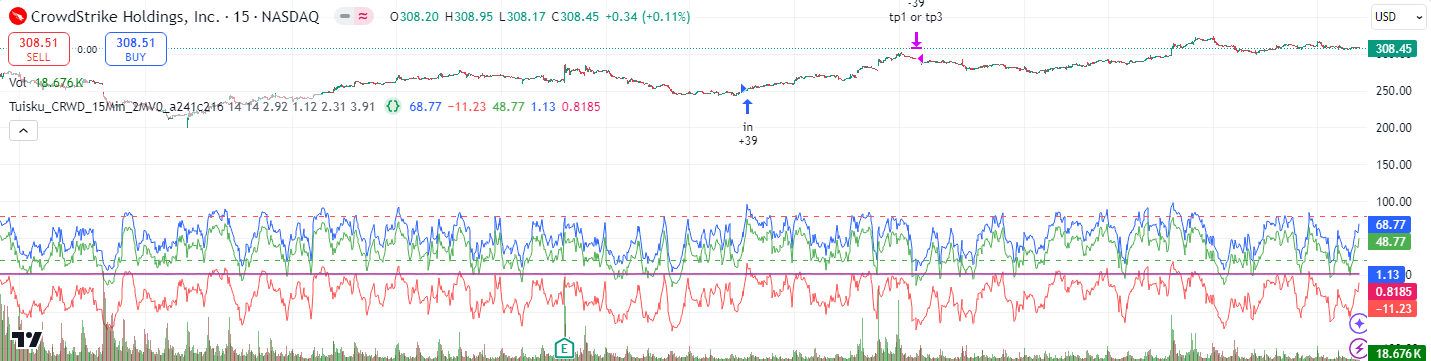 CrowdStrike Holdings, Inc. · 15 · NASDAQ O308.20 H308.95 L308.17 C308.45 +0.34 (+0.11%)
-39
tp1 or tp3
USD
308.51 SELL 0.00 308.51 BUY
308.45
Vol 18.676 K
250.00
Tuisku_CRWD_15Min_2MV0_a241c216 14 14 2.92 1.12 2.31 3.91 68.77 −11.23 48.77 1.13 0.8185
in
+39
200.00
150.00
100.00
68.77
48.77
1.13
0.8185
−11.23
E
18.676 K